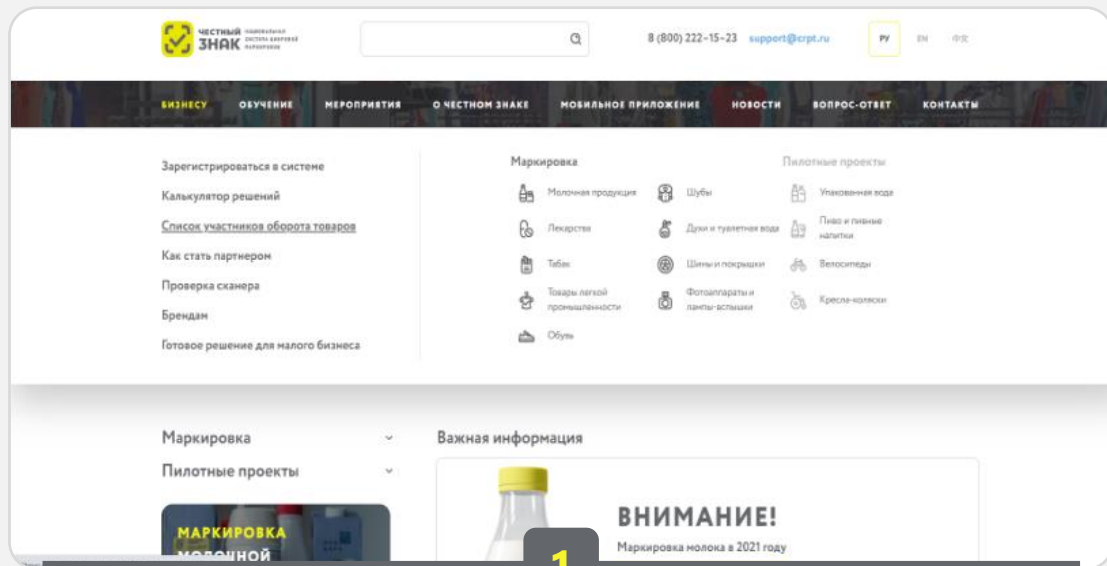 ЧЕСТНЫЙ ЗНАК
НАЦИОНАЛЬНАЯ СИСТЕМА ЦИФРОВОЙ МАРКИРОВКИ
8 (800) 222-15-23 support@crpt.ru РУ EN 中文
БИЗНЕСУ ОБУЧЕНИЕ МЕРОПРИЯТИЯ О ЧЕСТНОМ ЗНАКЕ МОБИЛЬНОЕ ПРИЛОЖЕНИЕ НОВОСТИ ВОПРОС-ОТВЕТ КОНТАКТЫ
Зарегистрироваться в системе
Калькулятор решений
Список участников оборота товаров
Как стать партнером
Проверка сканера
Брендам
Готовое решение для малого бизнеса
Маркировка
Молочная продукция
Лекарства
Табак
Товары легкой
промышленности
Обувь
Шубы
Духи и туалетная вода
Шины и покрышки
Фотоаппараты и
лампы-вспышки
Пилотные проекты
Упакованная вода
Пиво и пивные
напитки
Велосипеды
Кресла-коляски
Маркировка
Пилотные проекты
МАРКИРОВКА
МОЛОЧНОЙ
Важная информация
ВНИМАНИЕ!
Маркировка молока в 2021 году
1